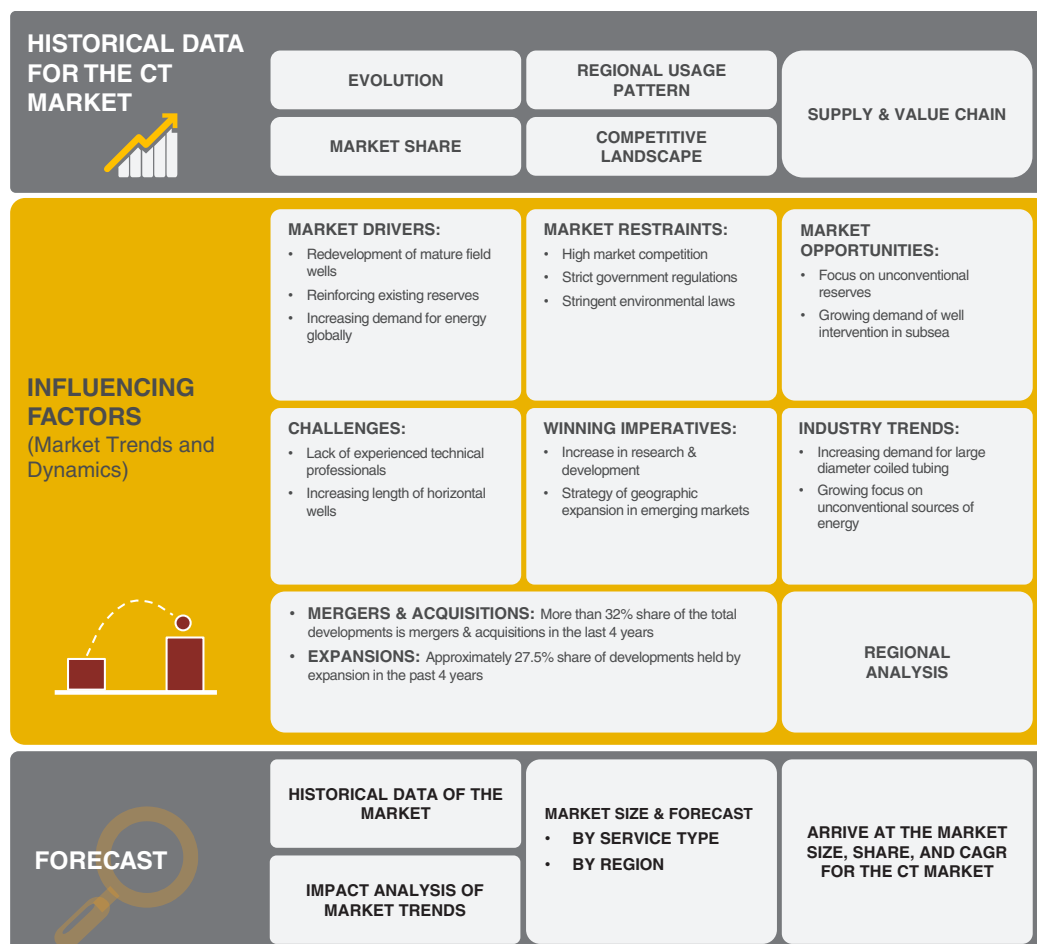 HISTORICAL DATA
FOR THE CT
MARKET
EVOLUTION
REGIONAL USAGE
PATTERN
SUPPLY & VALUE CHAIN
MARKET SHARE
COMPETITIVE
LANDSCAPE
INFLUENCING
FACTORS
(Market Trends and
Dynamics)
MARKET DRIVERS:
• Redevelopment of mature field
wells
• Reinforcing existing reserves
• Increasing demand for energy
globally
MARKET RESTRAINTS:
• High market competition
• Strict government regulations
• Stringent environmental laws
MARKET
OPPORTUNITIES:
• Focus on unconventional
reserves
• Growing demand of well
intervention in subsea
CHALLENGES:
• Lack of experienced technical
professionals
• Increasing length of horizontal
wells
WINNING IMPERATIVES:
• Increase in research &
development
• Strategy of geographic
expansion in emerging markets
INDUSTRY TRENDS:
• Increasing demand for large
diameter coiled tubing
• Growing focus on
unconventional sources of
energy
• MERGERS & ACQUISITIONS: More than 32% share of the total
developments is mergers & acquisitions in the last 4 years
• EXPANSIONS: Approximately 27.5% share of developments held by
expansion in the past 4 years
REGIONAL
ANALYSIS
FORECAST
HISTORICAL DATA OF THE
MARKET
IMPACT ANALYSIS OF
MARKET TRENDS
MARKET SIZE & FORECAST
• BY SERVICE TYPE
• BY REGION
ARRIVE AT THE MARKET
SIZE, SHARE, AND CAGR
FOR THE CT MARKET